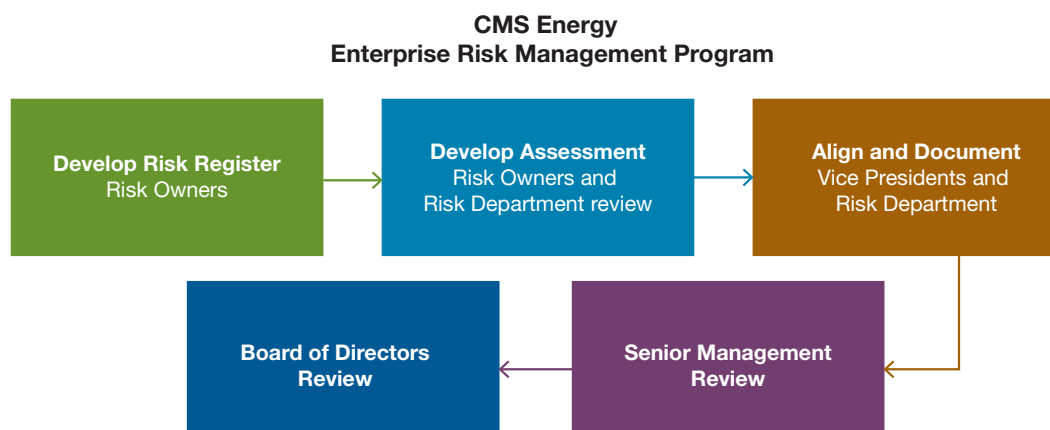 CMS Energy
Enterprise Risk Management Program
Develop Risk Register
Risk Owners
Develop Assessment
Risk Owners and
Risk Department review
Align and Document
Vice Presidents and
Risk Department
Senior Management
Review
Board of Directors
Review